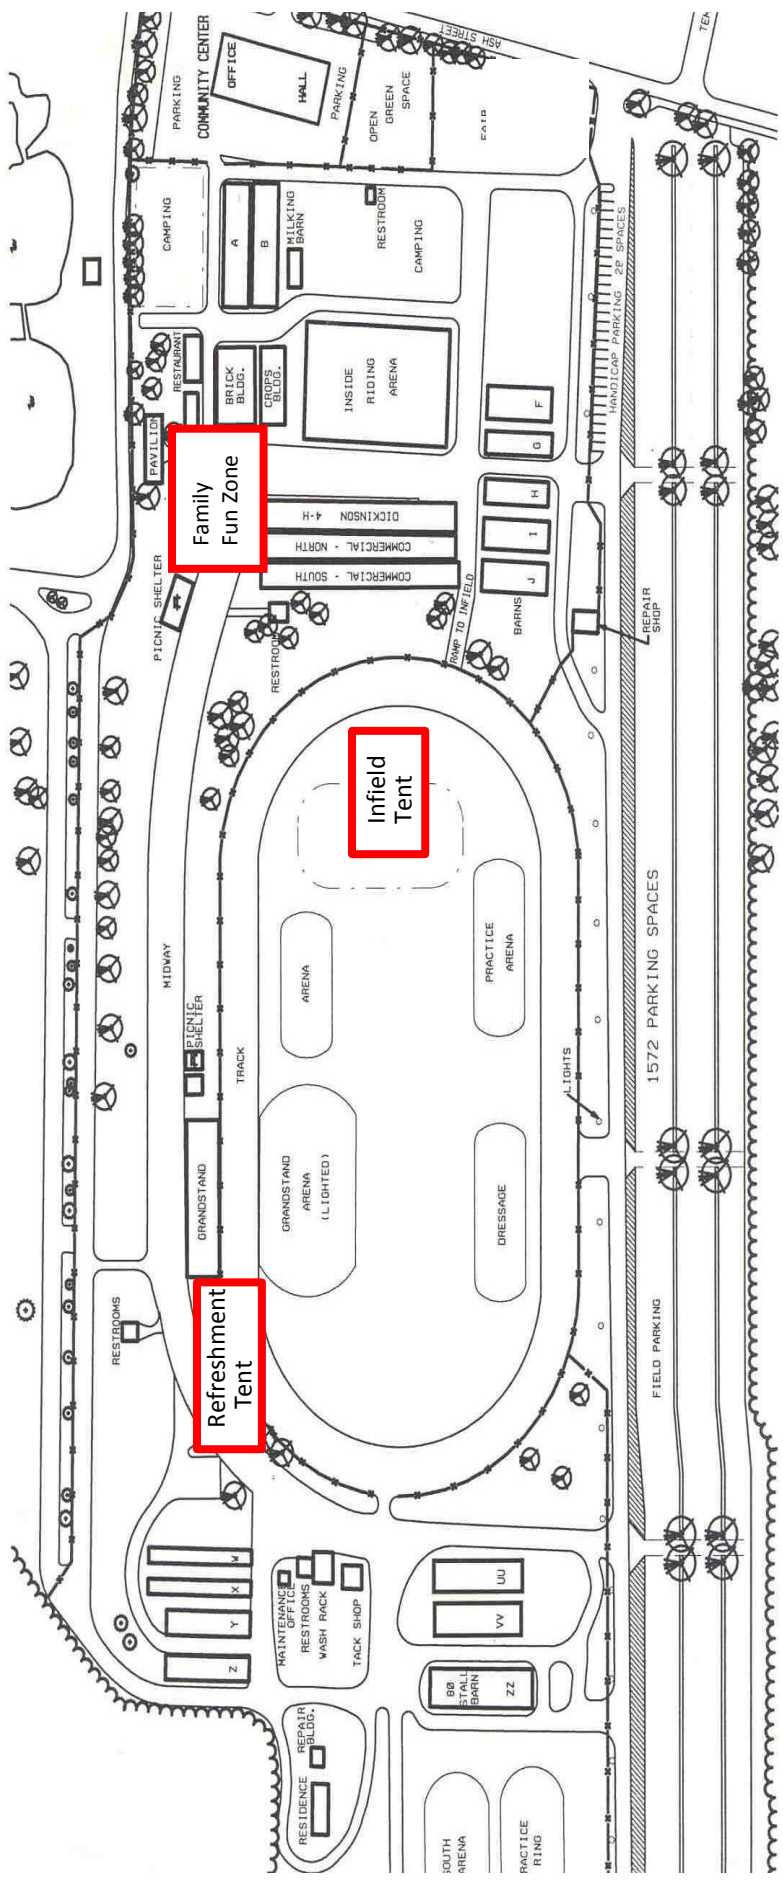 ASH STREET
PARKING
COMMUNITY CENTER
OFFICE
HALL
PARKING
OPEN
GREEN
SPACE
CAMPING
A
B
MILKING
BARN
RESTROOM
CAMPING
HANDICAP PARKING 28 SPACES
RESTAURANT
BRICK
BLDG.
CROPS
BLDG.
INSIDE
RIDING
ARENA
F
G
PAVILION
Family
Fun Zone
DICKINSON 4-H
COMMERCIAL - NORTH
COMMERCIAL - SOUTH
H
I
J
BARNS
PICNIC SHELTER
RESTROOM
RAMP TO INFIELD
REPAIR
SHOP
Infield
Tent
MIDWAY
PICNIC
SHELTER
TRACK
ARENA
PRACTICE
ARENA
1572 PARKING SPACES
LIGHTS
GRANDSTAND
GRANDSTAND
ARENA
(LIGHTED)
DRESSAGE
RESTROOMS
Refreshment
Tent
FIELD PARKING
W
X
Y
Z
MAINTENANCE
OFFICE
RESTROOMS
WASH RACK
TACK SHOP
UU
VV
80
STALL
BARN
ZZ
REPAIR
BLDG.
RESIDENCE
SOUTH
ARENA
RACTICE
RING